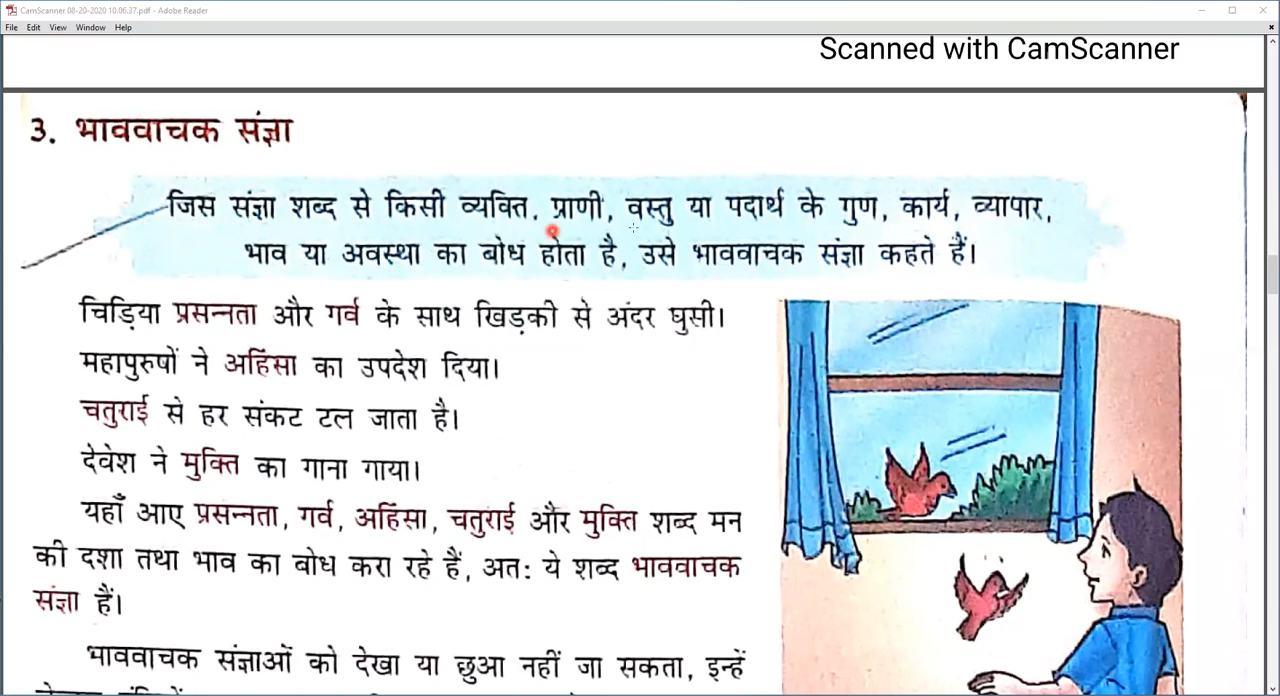 CamScanner 08-20-2020 10.06.37.pdf - Adobe Reader
File Edit View Window Help
Scanned with CamScanner
3. भाववाचक संज्ञा
जिस संज्ञा शब्द से किसी व्यक्ति, प्राणी, वस्तु या पदार्थ के गुण, कार्य, व्यापार,
भाव या अवस्था का बोध होता है, उसे भाववाचक संज्ञा कहते हैं।
चिड़िया प्रसन्नता और गर्व के साथ खिड़की से अंदर घुसी।
महापुरुषों ने अहिंसा का उपदेश दिया।
चतुराई से हर संकट टल जाता है।
देवेश ने मुक्ति का गाना गाया।
यहाँ आए प्रसन्नता, गर्व, अहिंसा, चतुराई और मुक्ति शब्द मन
की दशा तथा भाव का बोध करा रहे हैं, अतः ये शब्द भाववाचक
संज्ञा हैं।
भाववाचक संज्ञाओं को देखा या छुआ नहीं जा सकता, इन्हें